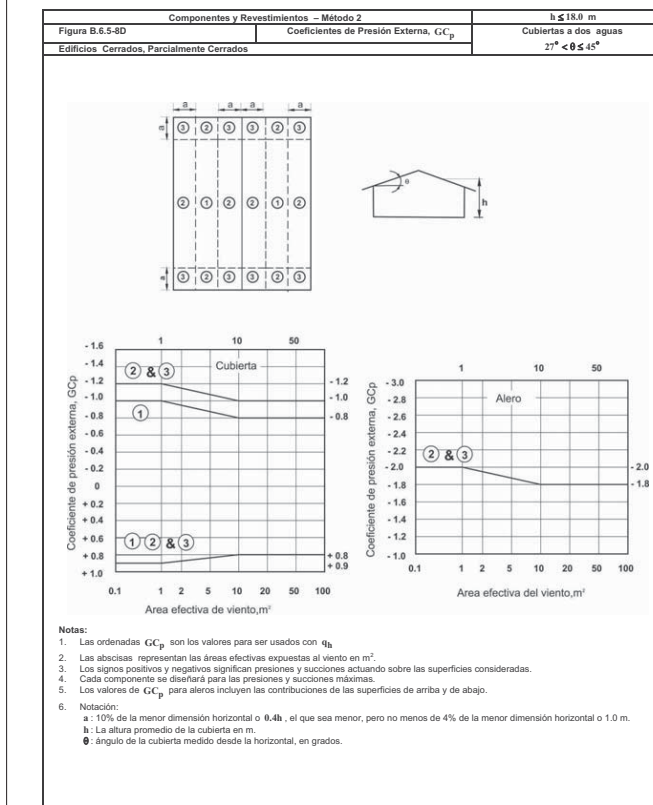 Componentes y Revestimientos – Método 2 h ≤ 18.0 m
Figura B.6.5-8D Coeficientes de Presión Externa, GCp Cubiertas a dos aguas
Edificios Cerrados, Parcialmente Cerrados 27° < θ ≤ 45°
a a a a
a 3 2 3 3 2 3
2 1 2 2 1 2
θ h
a 3 2 3 3 2 3
1 10 50
- 1.6
- 1.4 2 & 3 Cubierta
- 1.2 - 1.2
- 1.0 - 1.0
- 0.8 1 - 0.8
- 0.6
- 0.4
- 0.2
0
+ 0.2
+ 0.4
+ 0.6 1 2 & 3
+ 0.8 + 0.8
+ 0.9
+ 1.0
0.1 1 2 5 10 20 50 100
Coeficiente de presión externa, GCp
Area efectiva de viento,m²
1 10 50
- 3.0
- 2.8 Alero
- 2.6
- 2.4
- 2.2 2 & 3
- 2.0 - 2.0
- 1.8 - 1.8
- 1.6
- 1.4
- 1.2
- 1.0
0.1 1 2 5 10 20 50 100
Coeficiente de presión externa, GCp
Area efectiva del viento,m²
Notas:
1. Las ordenadas GCp son los valores para ser usados con qh
2. Las abscisas representan las áreas efectivas expuestas al viento en m².
3. Los signos positivos y negativos significan presiones y succiones actuando sobre las superficies consideradas.
4. Cada componente se diseñará para las presiones y succiones máximas.
5. Los valores de GCp para aleros incluyen las contribuciones de las superficies de arriba y de abajo.
6. Notación:
a : 10% de la menor dimensión horizontal o 0.4h , el que sea menor, pero no menos de 4% de la menor dimensión horizontal o 1.0 m.
h : La altura promedio de la cubierta en m.
θ : ángulo de la cubierta medido desde la horizontal, en grados.